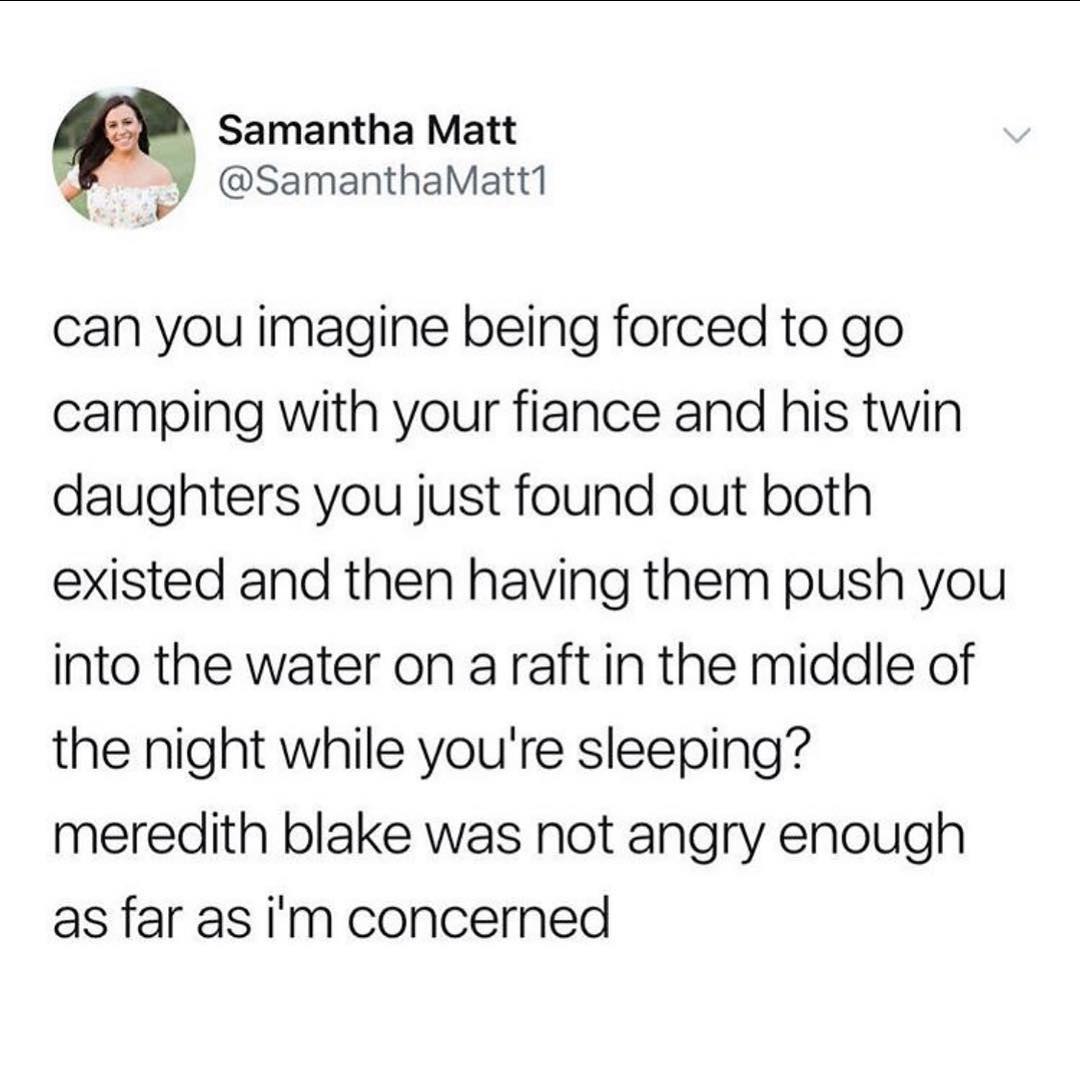 Samantha Matt
@SamanthaMatt1
can you imagine being forced to go
camping with your fiance and his twin
daughters you just found out both
existed and then having them push you
into the water on a raft in the middle of
the night while you're sleeping?
meredith blake was not angry enough
as far as i'm concerned